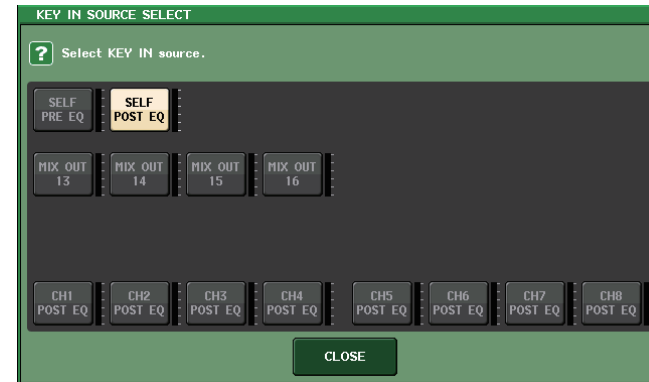 KEY IN SOURCE SELECT
? Select KEY IN source.
SELF PRE EQ
SELF POST EQ
MIX OUT 13
MIX OUT 14
MIX OUT 15
MIX OUT 16
CH1 POST EQ
CH2 POST EQ
CH3 POST EQ
CH4 POST EQ
CH5 POST EQ
CH6 POST EQ
CH7 POST EQ
CH8 POST EQ
CLOSE